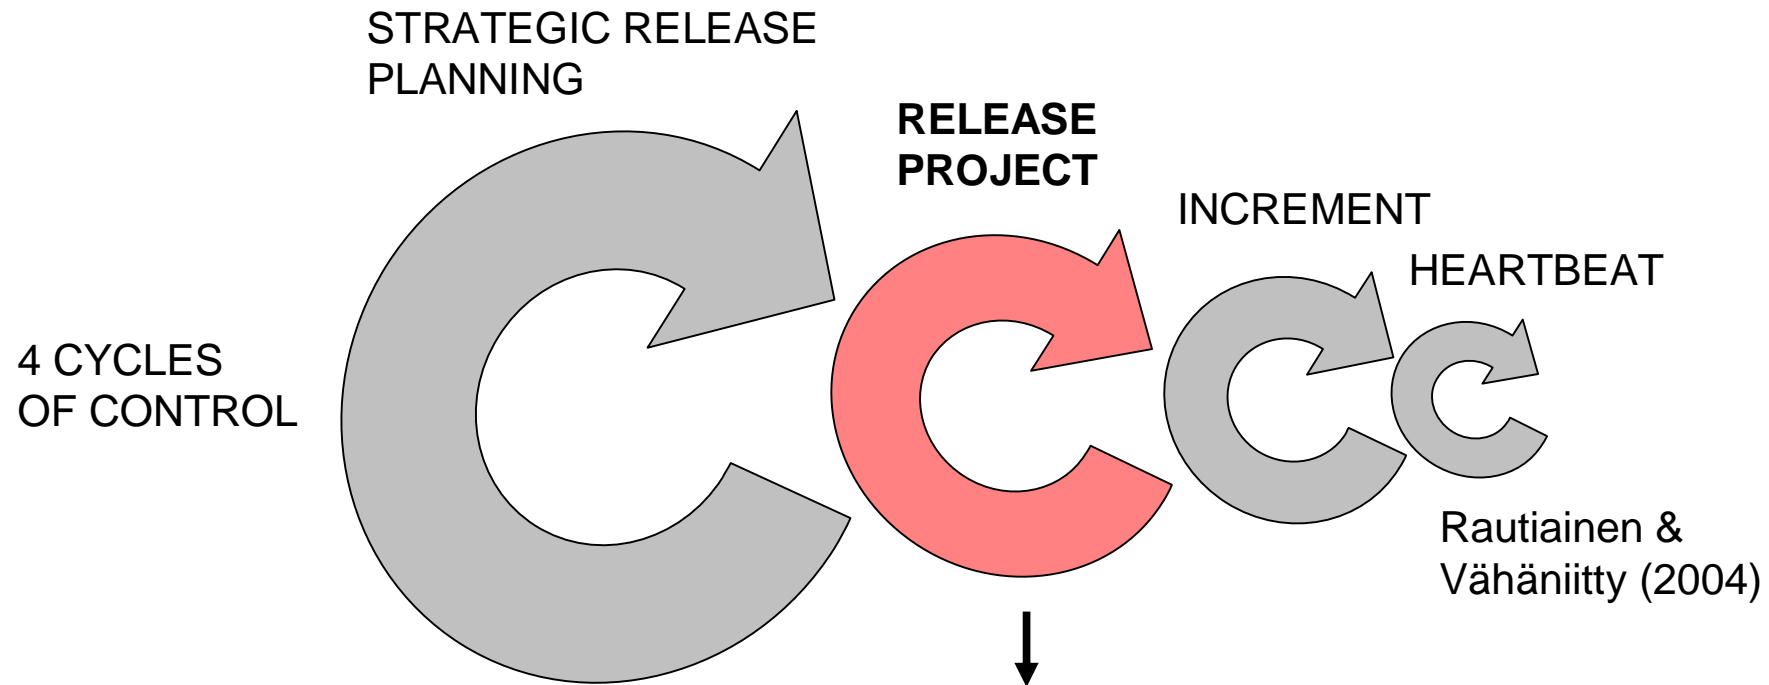 STRATEGIC RELEASE
PLANNING
RELEASE
PROJECT
INCREMENT
HEARTBEAT
4 CYCLES
OF CONTROL
Rautiainen &
Vähäniitty (2004)